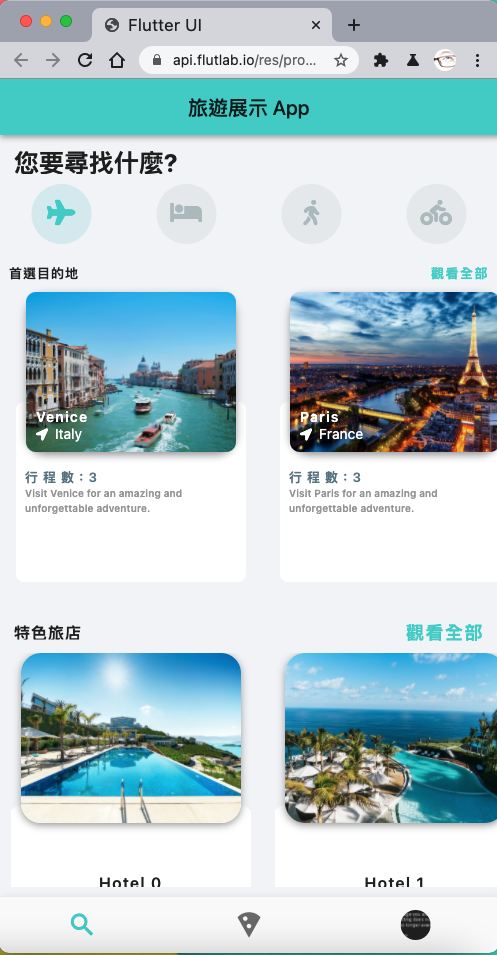 Flutter UI
api.flutlab.io/res/pro...
旅遊展示 App
您要尋找什麼?
首選目的地
觀看全部
Venice
Italy
Paris
France
行 程 數 : 3
Visit Venice for an amazing and
unforgettable adventure.
行 程 數 : 3
Visit Paris for an amazing and
unforgettable adventure.
特色旅店
觀看全部
Hotel 0
Hotel 1